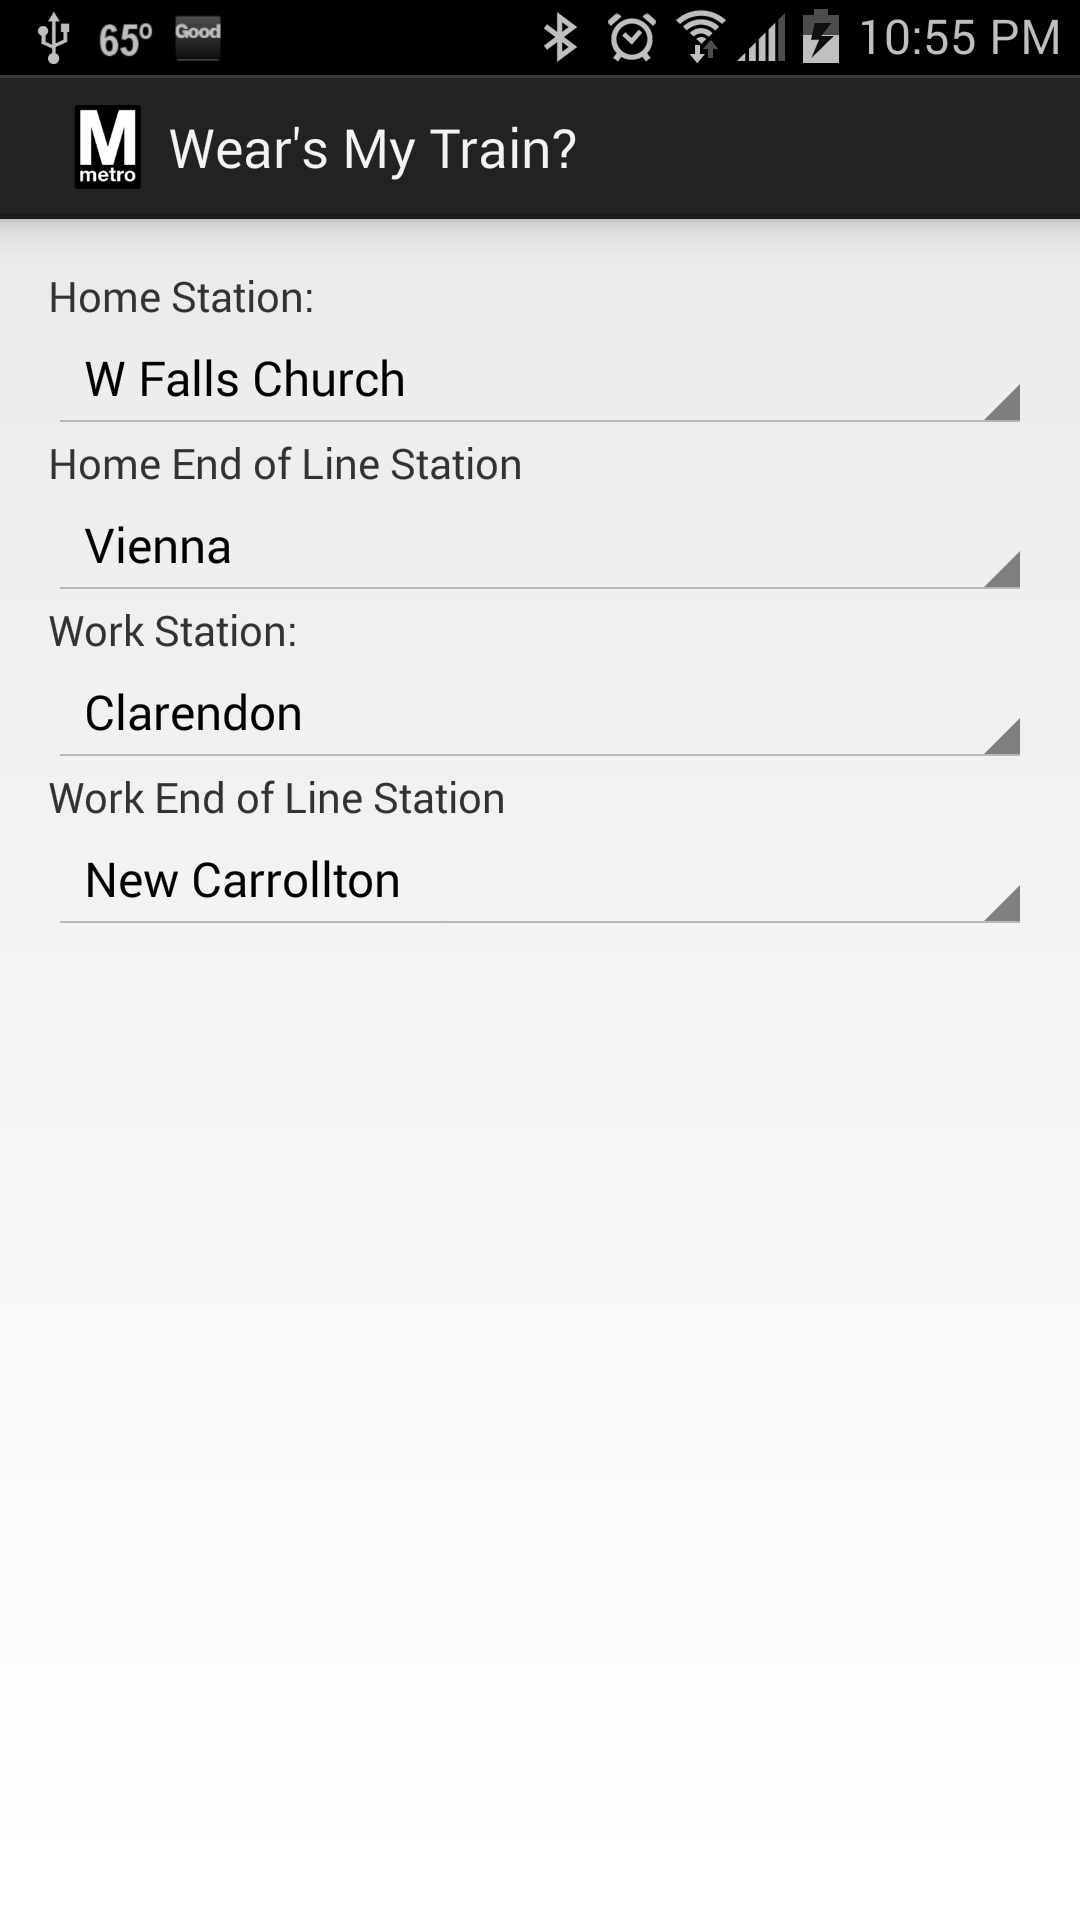 65º Good 10:55 PM
M
metro
Wear's My Train?
Home Station:
W Falls Church
Home End of Line Station
Vienna
Work Station:
Clarendon
Work End of Line Station
New Carrollton